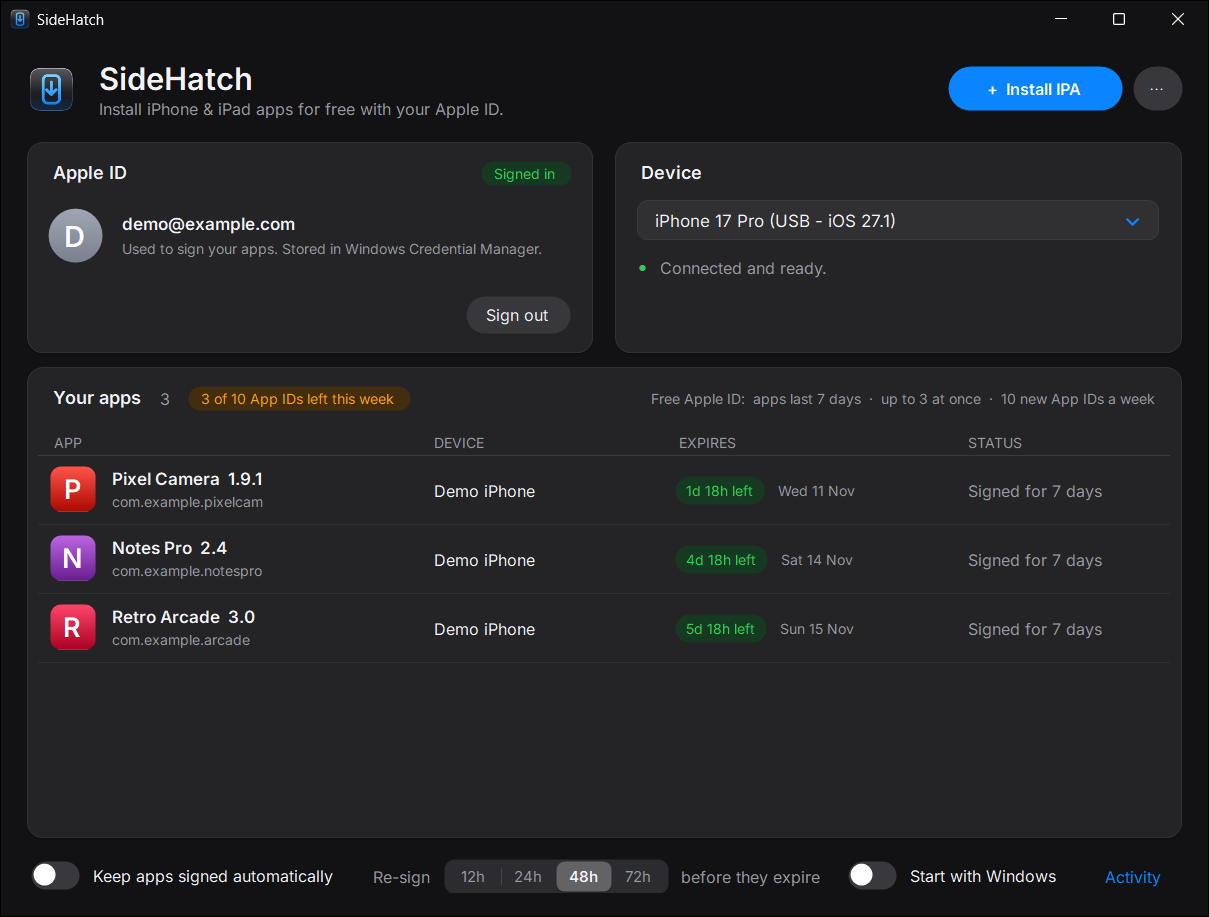 SideHatch
SideHatch
Install iPhone & iPad apps for free with your Apple ID.
+ Install IPA
...
Apple ID
Signed in
D
demo@example.com
Used to sign your apps. Stored in Windows Credential Manager.
Sign out
Device
iPhone 17 Pro (USB - iOS 27.1)
Connected and ready.
Your apps 3 3 of 10 App IDs left this week Free Apple ID: apps last 7 days · up to 3 at once · 10 new App IDs a week
APP DEVICE EXPIRES STATUS
P
Pixel Camera 1.9.1
com.example.pixelcam
Demo iPhone 1d 18h left Wed 11 Nov Signed for 7 days
N
Notes Pro 2.4
com.example.notespro
Demo iPhone 4d 18h left Sat 14 Nov Signed for 7 days
R
Retro Arcade 3.0
com.example.arcade
Demo iPhone 5d 18h left Sun 15 Nov Signed for 7 days
Keep apps signed automatically Re-sign 12h 24h 48h 72h before they expire Start with Windows Activity